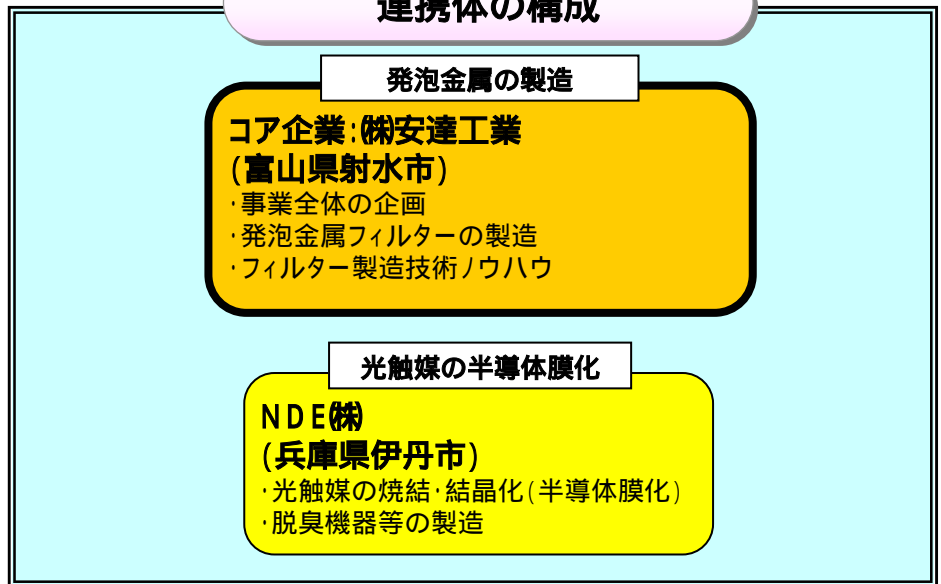 連携体の構成
発泡金属の製造
コア企業:㈱安達工業
(富山県射水市)
・事業全体の企画
・発泡金属フィルターの製造
・フィルター製造技術ノウハウ
光触媒の半導体膜化
NDE㈱
(兵庫県伊丹市)
・光触媒の焼結・結晶化(半導体膜化)
・脱臭機器等の製造